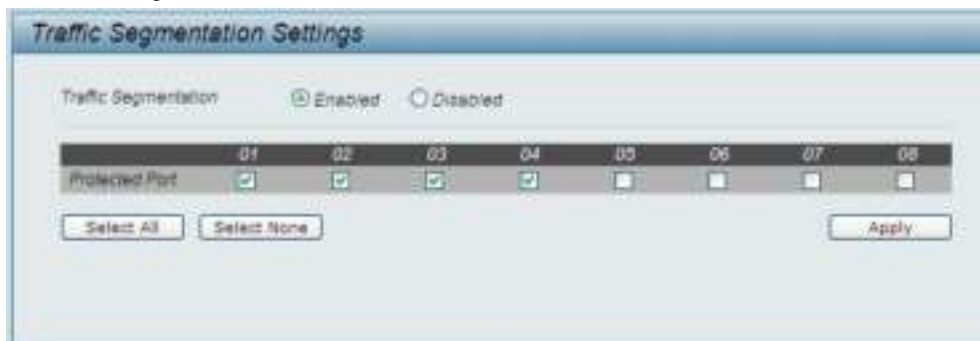 Traffic Segmentation Settings
Traffic Segmentation Enabled Disabled
01 02 03 04 05 06 07 08
Protected Port
Select All Select None Apply